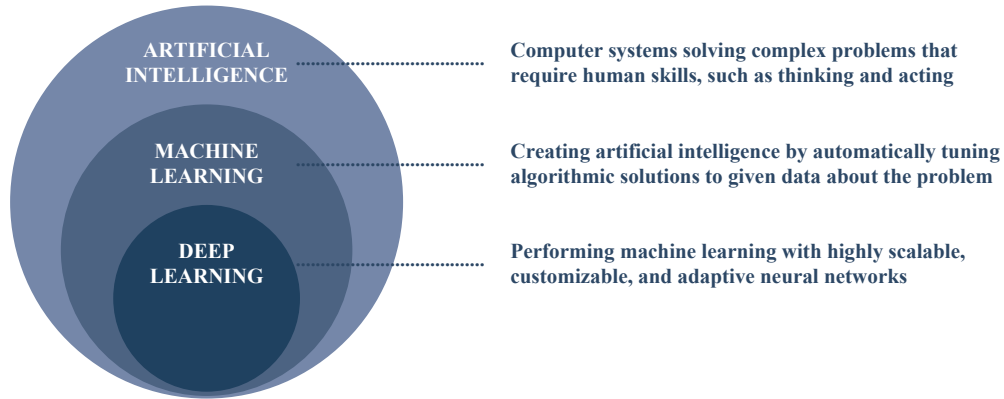 ARTIFICIAL
INTELLIGENCE
Computer systems solving complex problems that
require human skills, such as thinking and acting
MACHINE
LEARNING
Creating artificial intelligence by automatically tuning
algorithmic solutions to given data about the problem
DEEP
LEARNING
Performing machine learning with highly scalable,
customizable, and adaptive neural networks